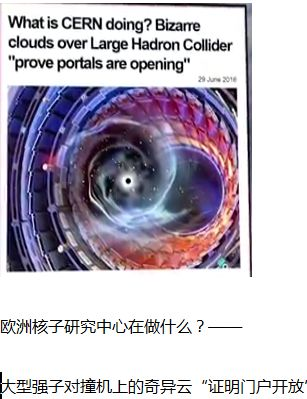 What is CERN doing? Bizarre
clouds over Large Hadron Collider
"prove portals are opening"
29 June 2016
欧洲核子研究中心在做什么？——
大型强子对撞机上的奇异云“证明门户开放”